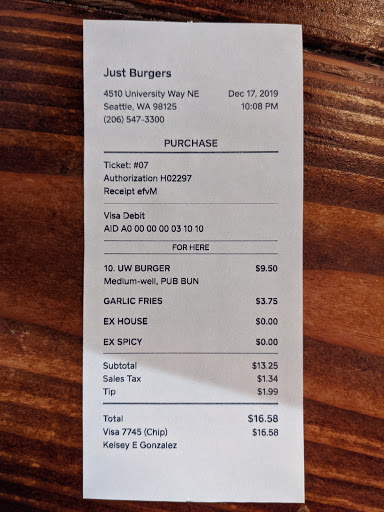 Just Burgers
4510 University Way NE Dec 17, 2019
Seattle, WA 98125 10:08 PM
(206) 547-3300
PURCHASE
Ticket: #07
Authorization H02297
Receipt efvM
Visa Debit
AID A0 00 00 00 03 10 10
FOR HERE
10. UW BURGER $9.50
Medium-well, PUB BUN
GARLIC FRIES $3.75
EX HOUSE $0.00
EX SPICY $0.00
Subtotal $13.25
Sales Tax $1.34
Tip $1.99
Total $16.58
Visa 7745 (Chip) $16.58
Kelsey E Gonzalez